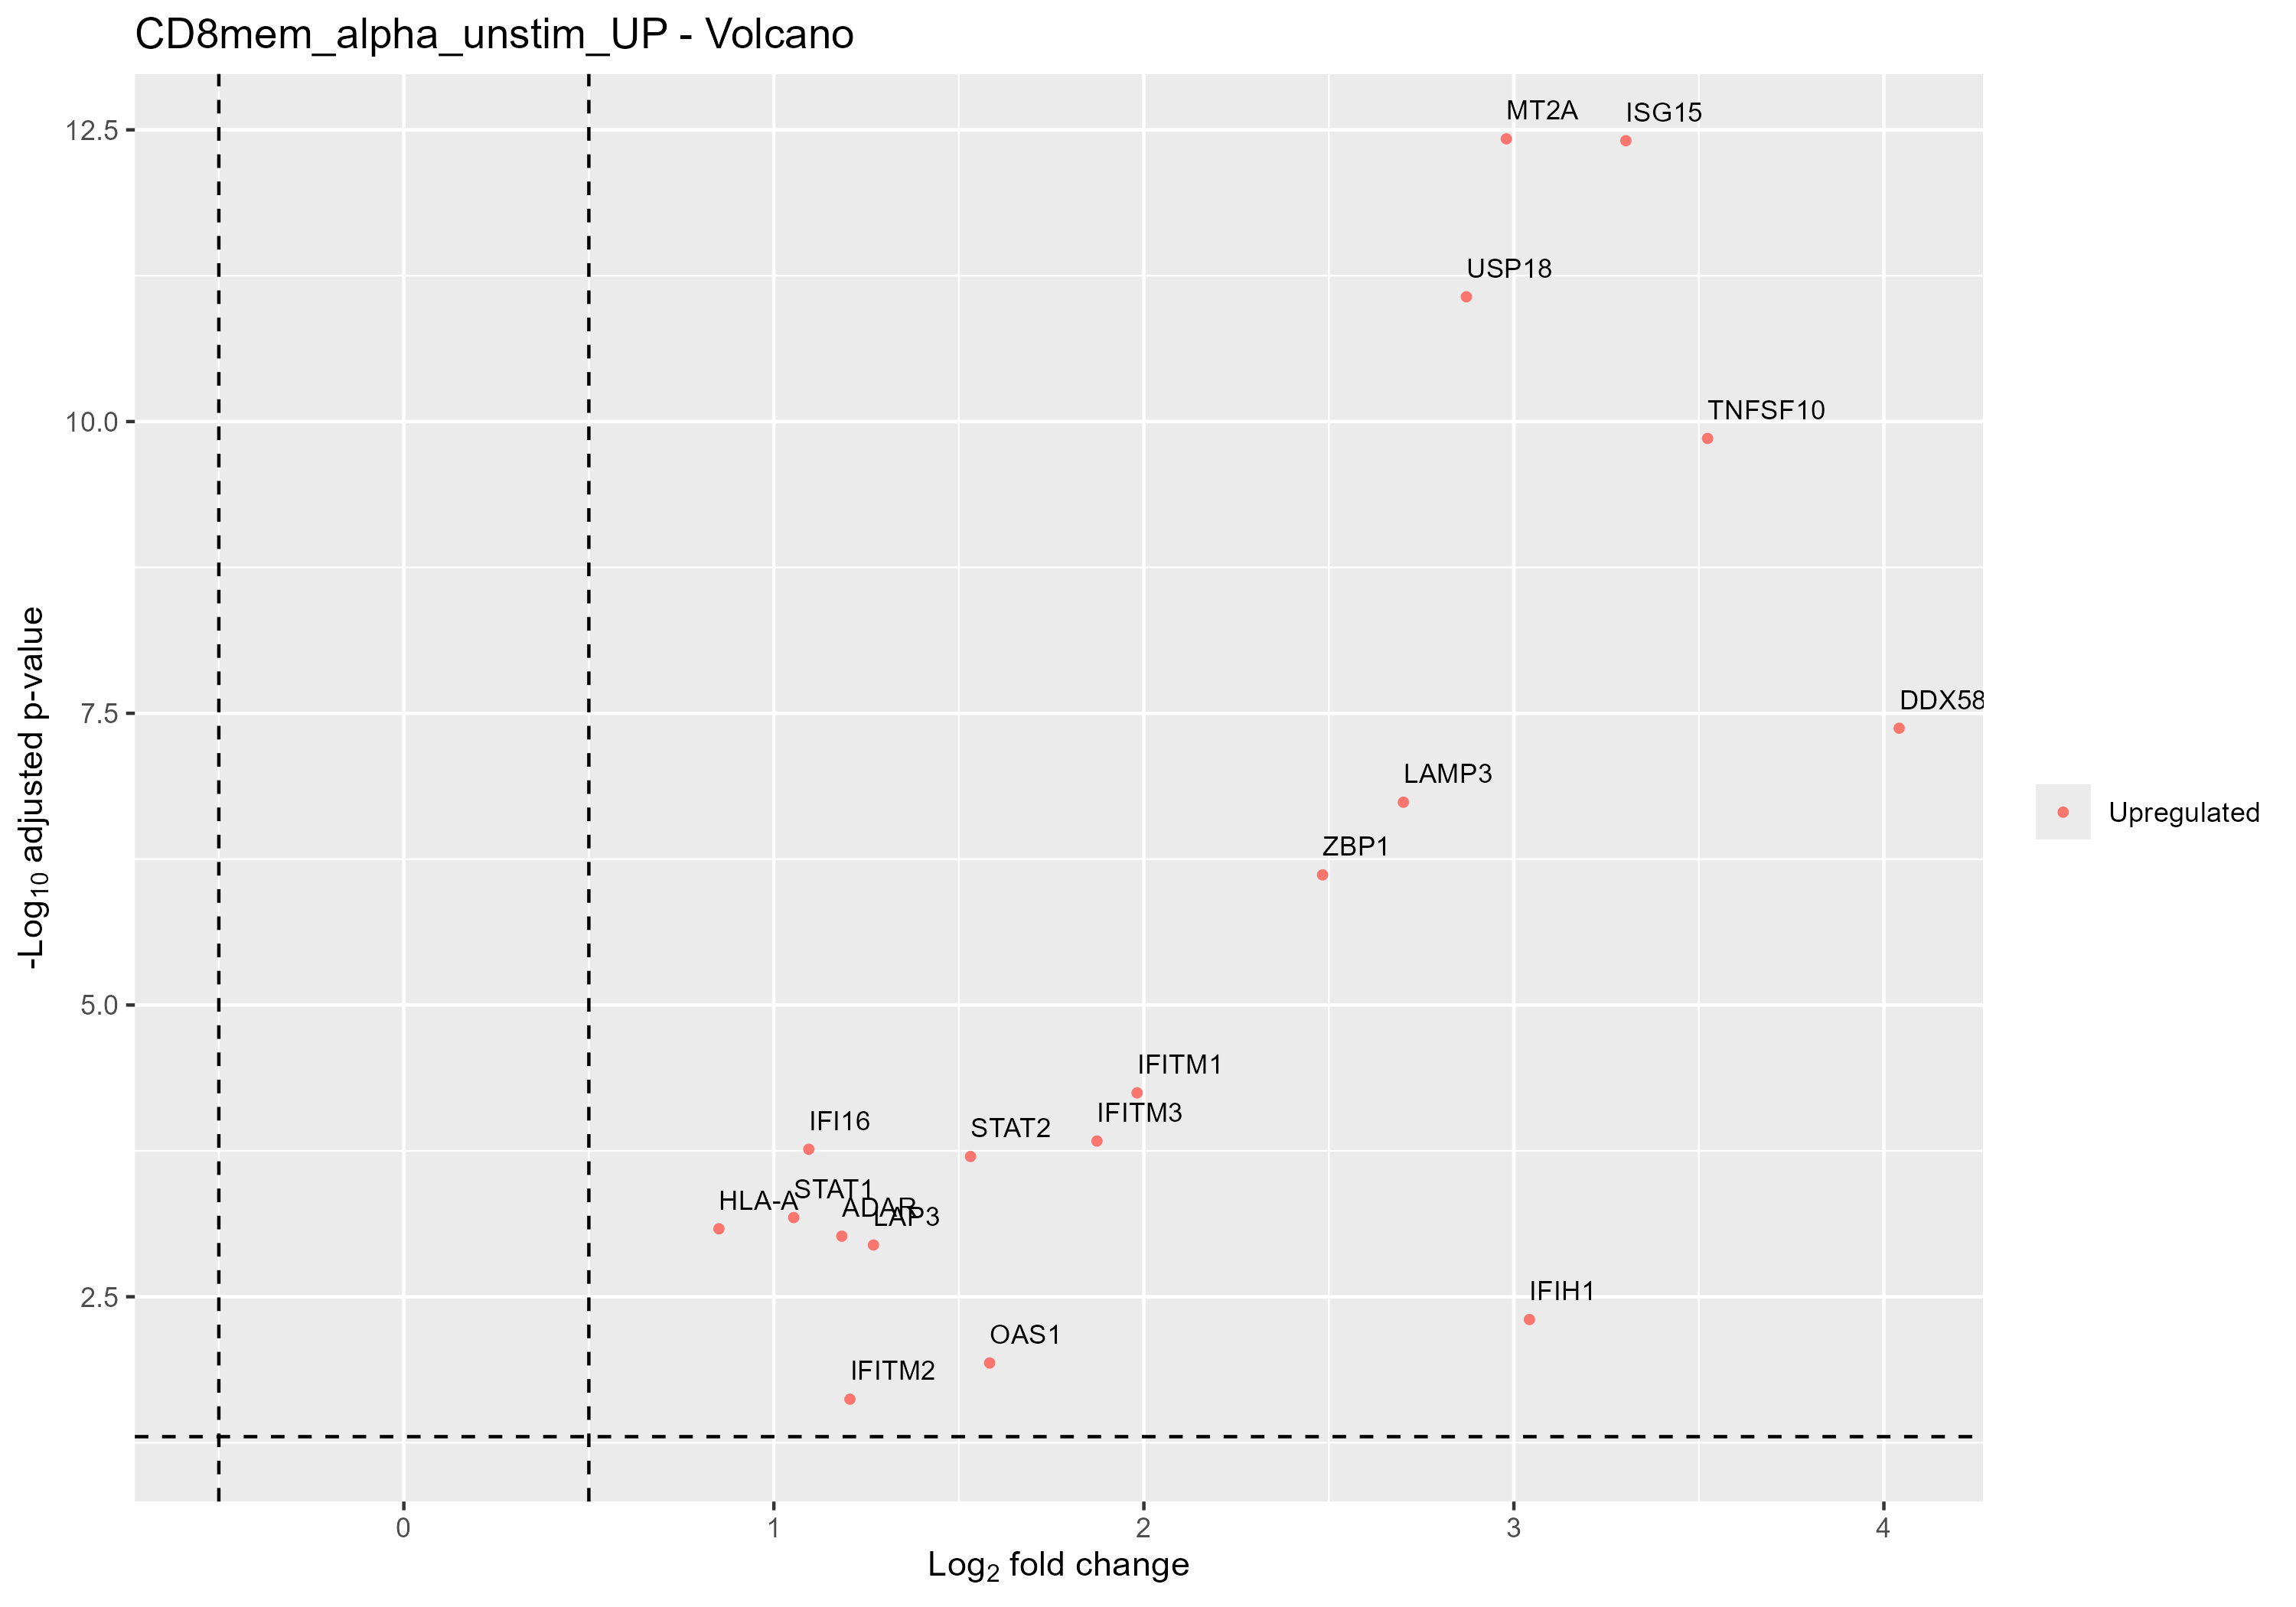 CD8mem_alpha_unstim_UP - Volcano
MT2A
ISG15
12.5
USP18
TNFSF10
10.0
DDX58
7.5
LAMP3
ZBP1
-Log10 adjusted p-value
Upregulated
5.0
IFITM1
IFITM3
IFI16
STAT2
STAT1
HLA-A
ADAR
LAP3
2.5
IFIH1
OAS1
IFITM2
0 1 2 3 4
Log2 fold change